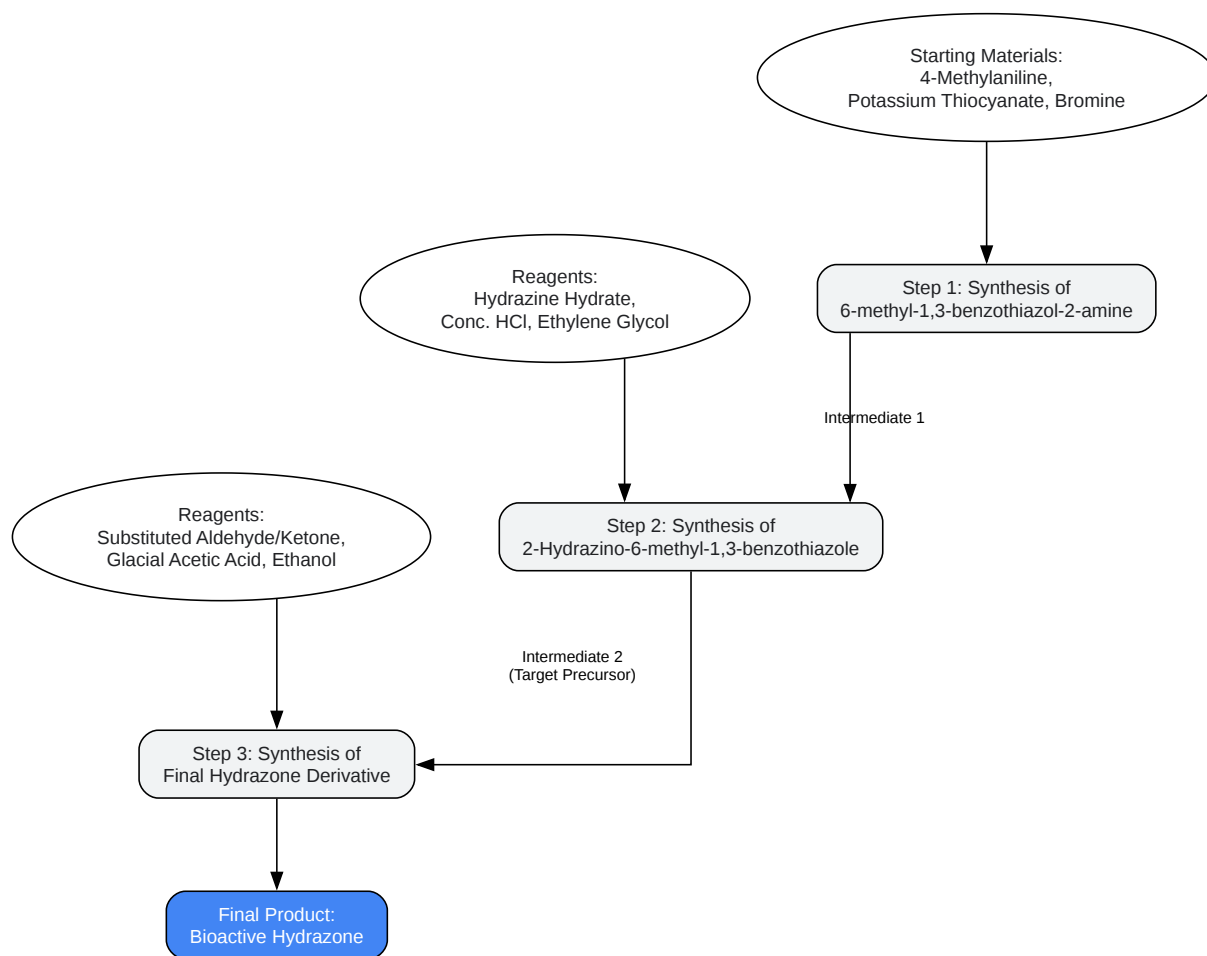 Starting Materials:
4-Methylaniline,
Potassium Thiocyanate, Bromine
Reagents:
Hydrazine Hydrate,
Conc. HCl, Ethylene Glycol
Step 1: Synthesis of
6-methyl-1,3-benzothiazol-2-amine
Intermediate 1
Reagents:
Substituted Aldehyde/Ketone,
Glacial Acetic Acid, Ethanol
Step 2: Synthesis of
2-Hydrazino-6-methyl-1,3-benzothiazole
Intermediate 2
(Target Precursor)
Step 3: Synthesis of
Final Hydrazone Derivative
Final Product:
Bioactive Hydrazone